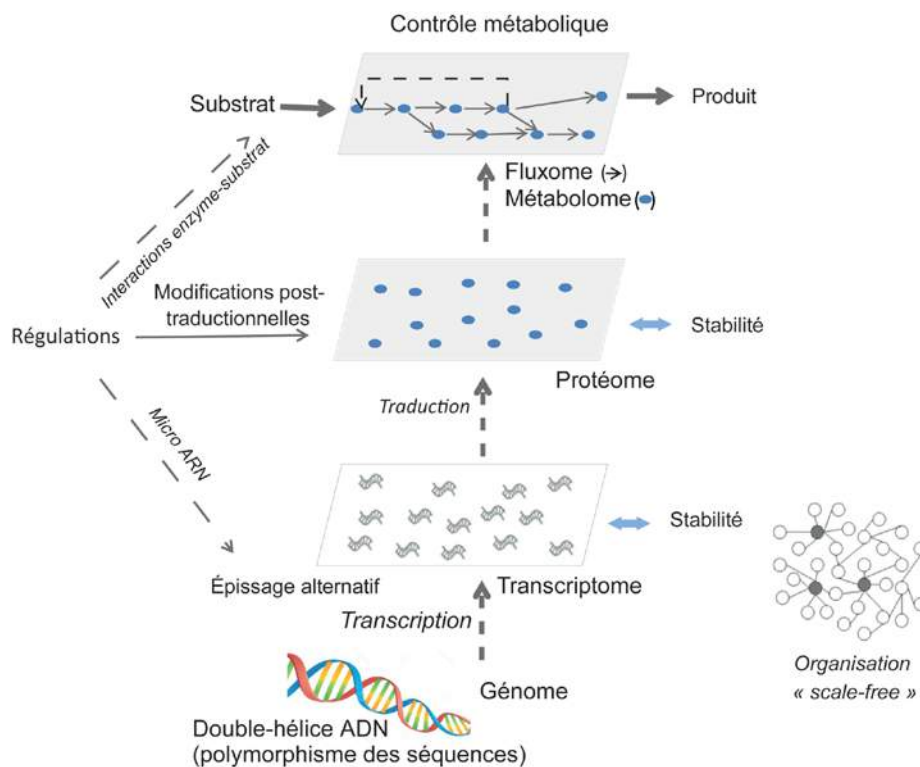 Contrôle métabolique
Substrat
Produit
Fluxome (→)
Métabolome ( )
Interactions enzyme-substrat
Modifications post-
traductionnelles
Régulations
Stabilité
Protéome
Traduction
Micro ARN
Stabilité
Épissage alternatif
Transcriptome
Transcription
Génome
Organisation
« scale-free »
Double-hélice ADN
(polymorphisme des séquences)